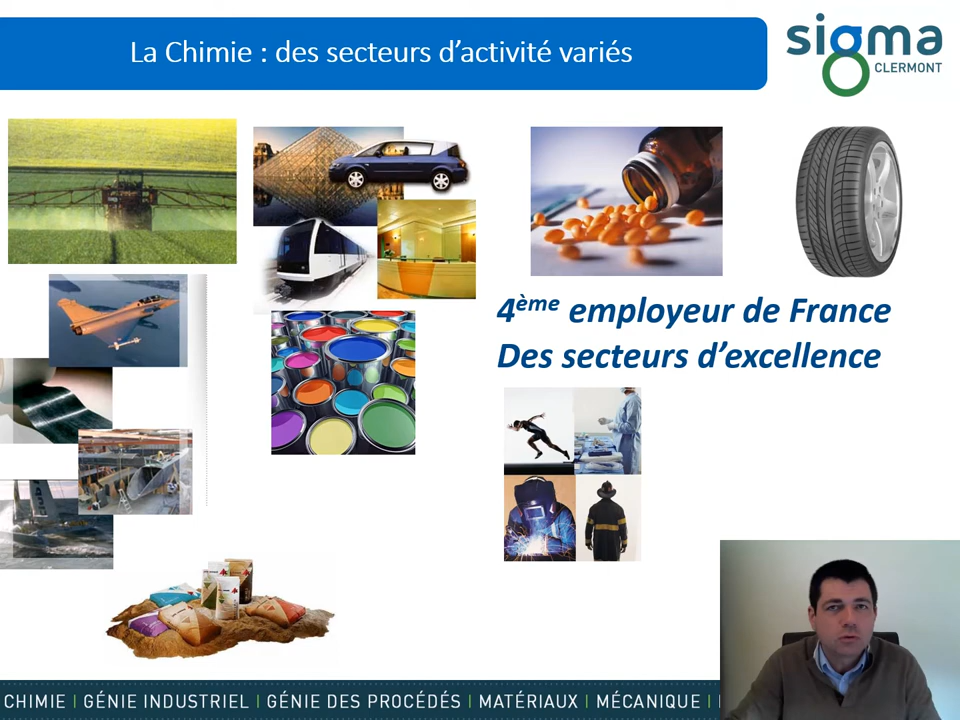 La Chimie : des secteurs d’activité variés
sigma
CLERMONT
4ème employeur de France
Des secteurs d’excellence
CHIMIE | GÉNIE INDUSTRIEL | GÉNIE DES PROCÉDÉS | MATÉRIAUX | MÉCANIQUE |